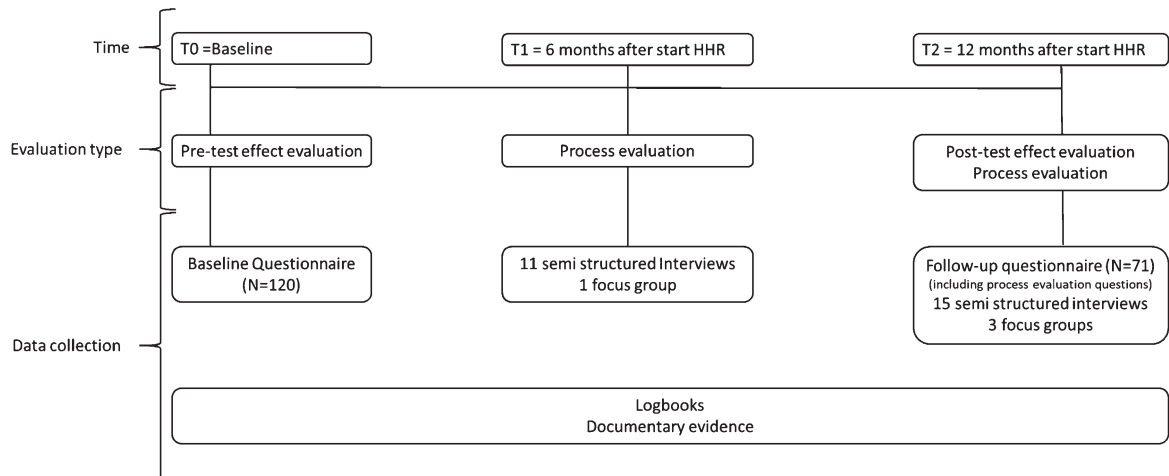 Time
T0 =Baseline
T1 = 6 months after start HHR
T2 = 12 months after start HHR
Evaluation type
Pre-test effect evaluation
Process evaluation
Post-test effect evaluation
Process evaluation
Data collection
Baseline Questionnaire
(N=120)
11 semi structured Interviews
1 focus group
Follow-up questionnaire (N=71)
(including process evaluation questions)
15 semi structured interviews
3 focus groups
Logbooks
Documentary evidence